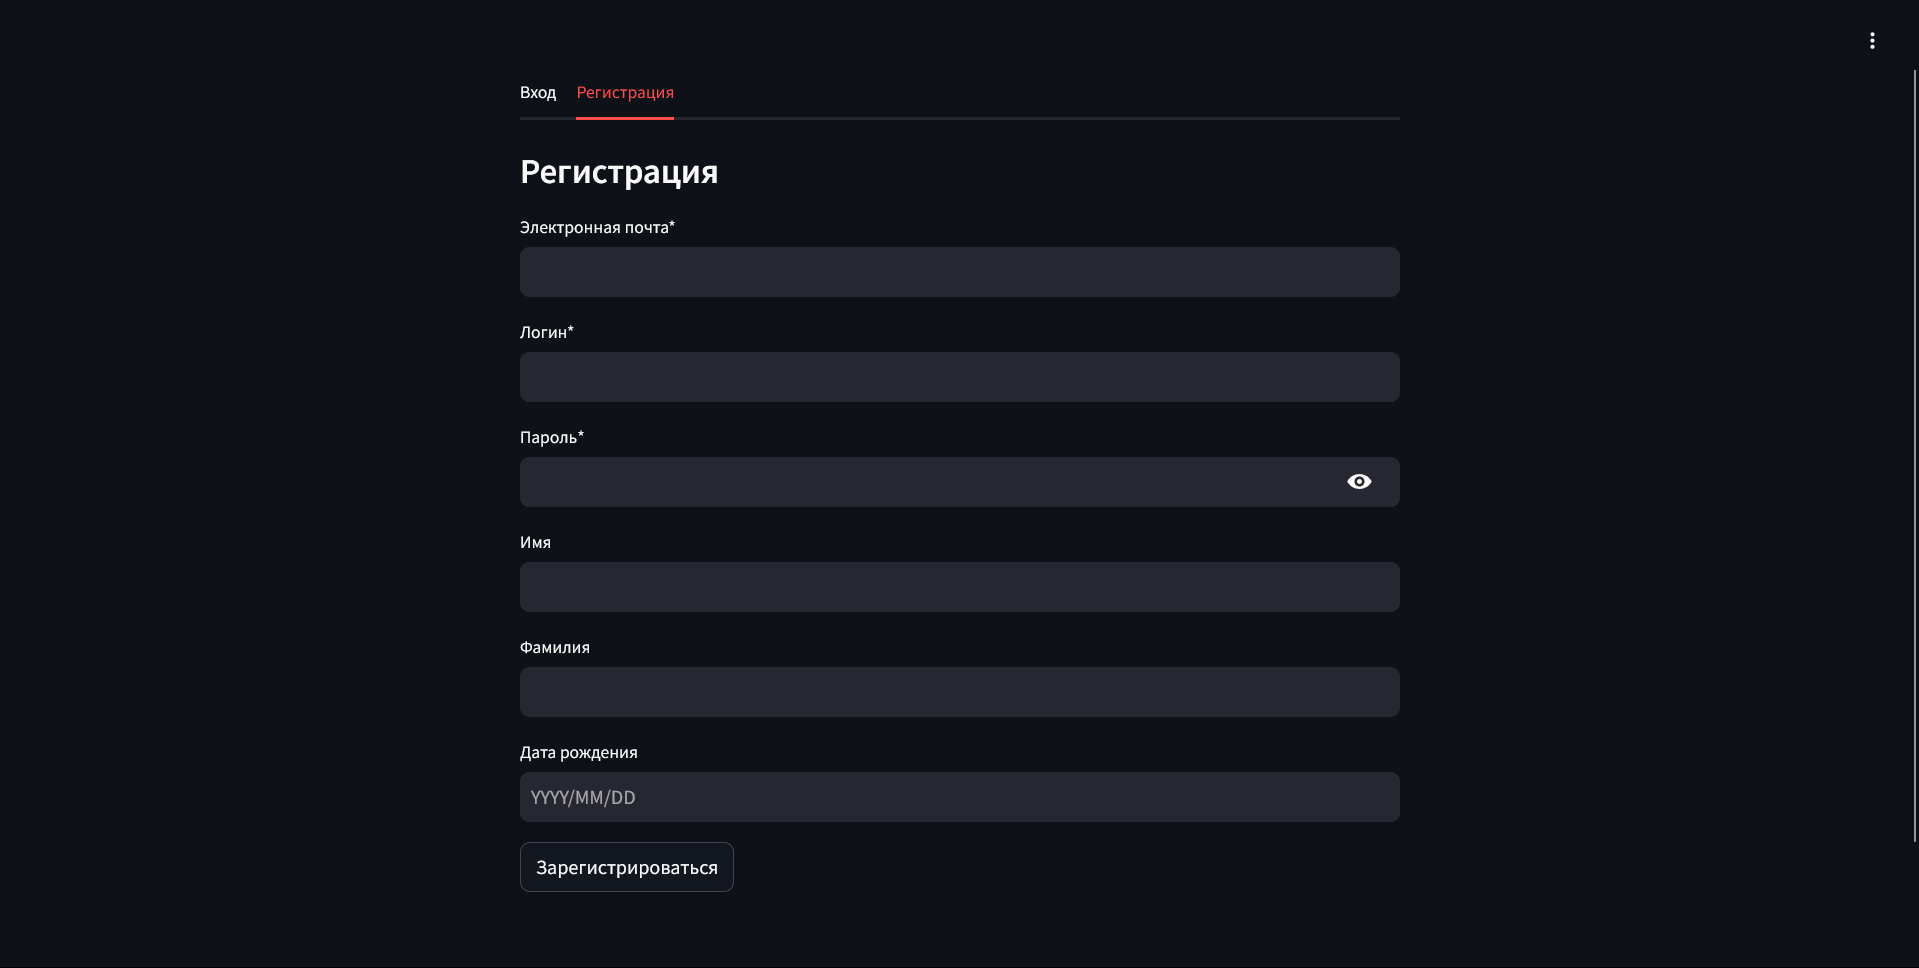 Вход Регистрация
Регистрация
Электронная почта*
Логин*
Пароль*
Имя
Фамилия
Дата рождения
YYYY/MM/DD
Зарегистрироваться